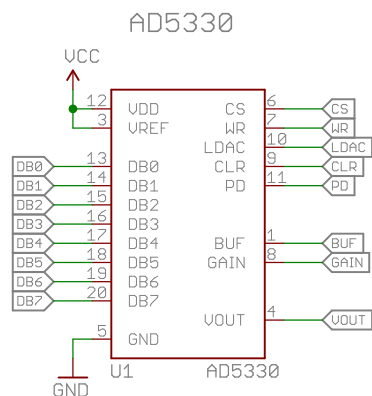 AD5330
VCC
12 VDD CS 6 CS
3 VREF WR 7 WR
LDAC 10 LDAC
DB0 13 DB0 CLR 9 CLR
DB1 14 DB1 PD 11 PD
DB2 15 DB2
DB3 16 DB3
DB4 17 DB4 BUF 1 BUF
DB5 18 DB5 GAIN 8 GAIN
DB6 19 DB6
DB7 20 DB7
VOUT 4 VOUT
5 GND
U1 AD5330
GND